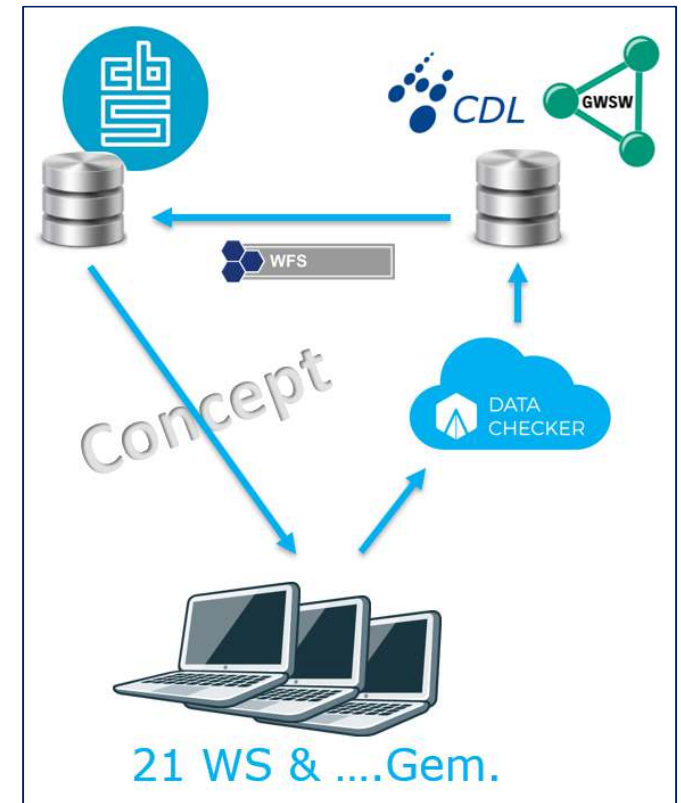 cbs
CDL
GWSW
WFS
Concept
DATA
CHECKER
21 WS & ....Gem.